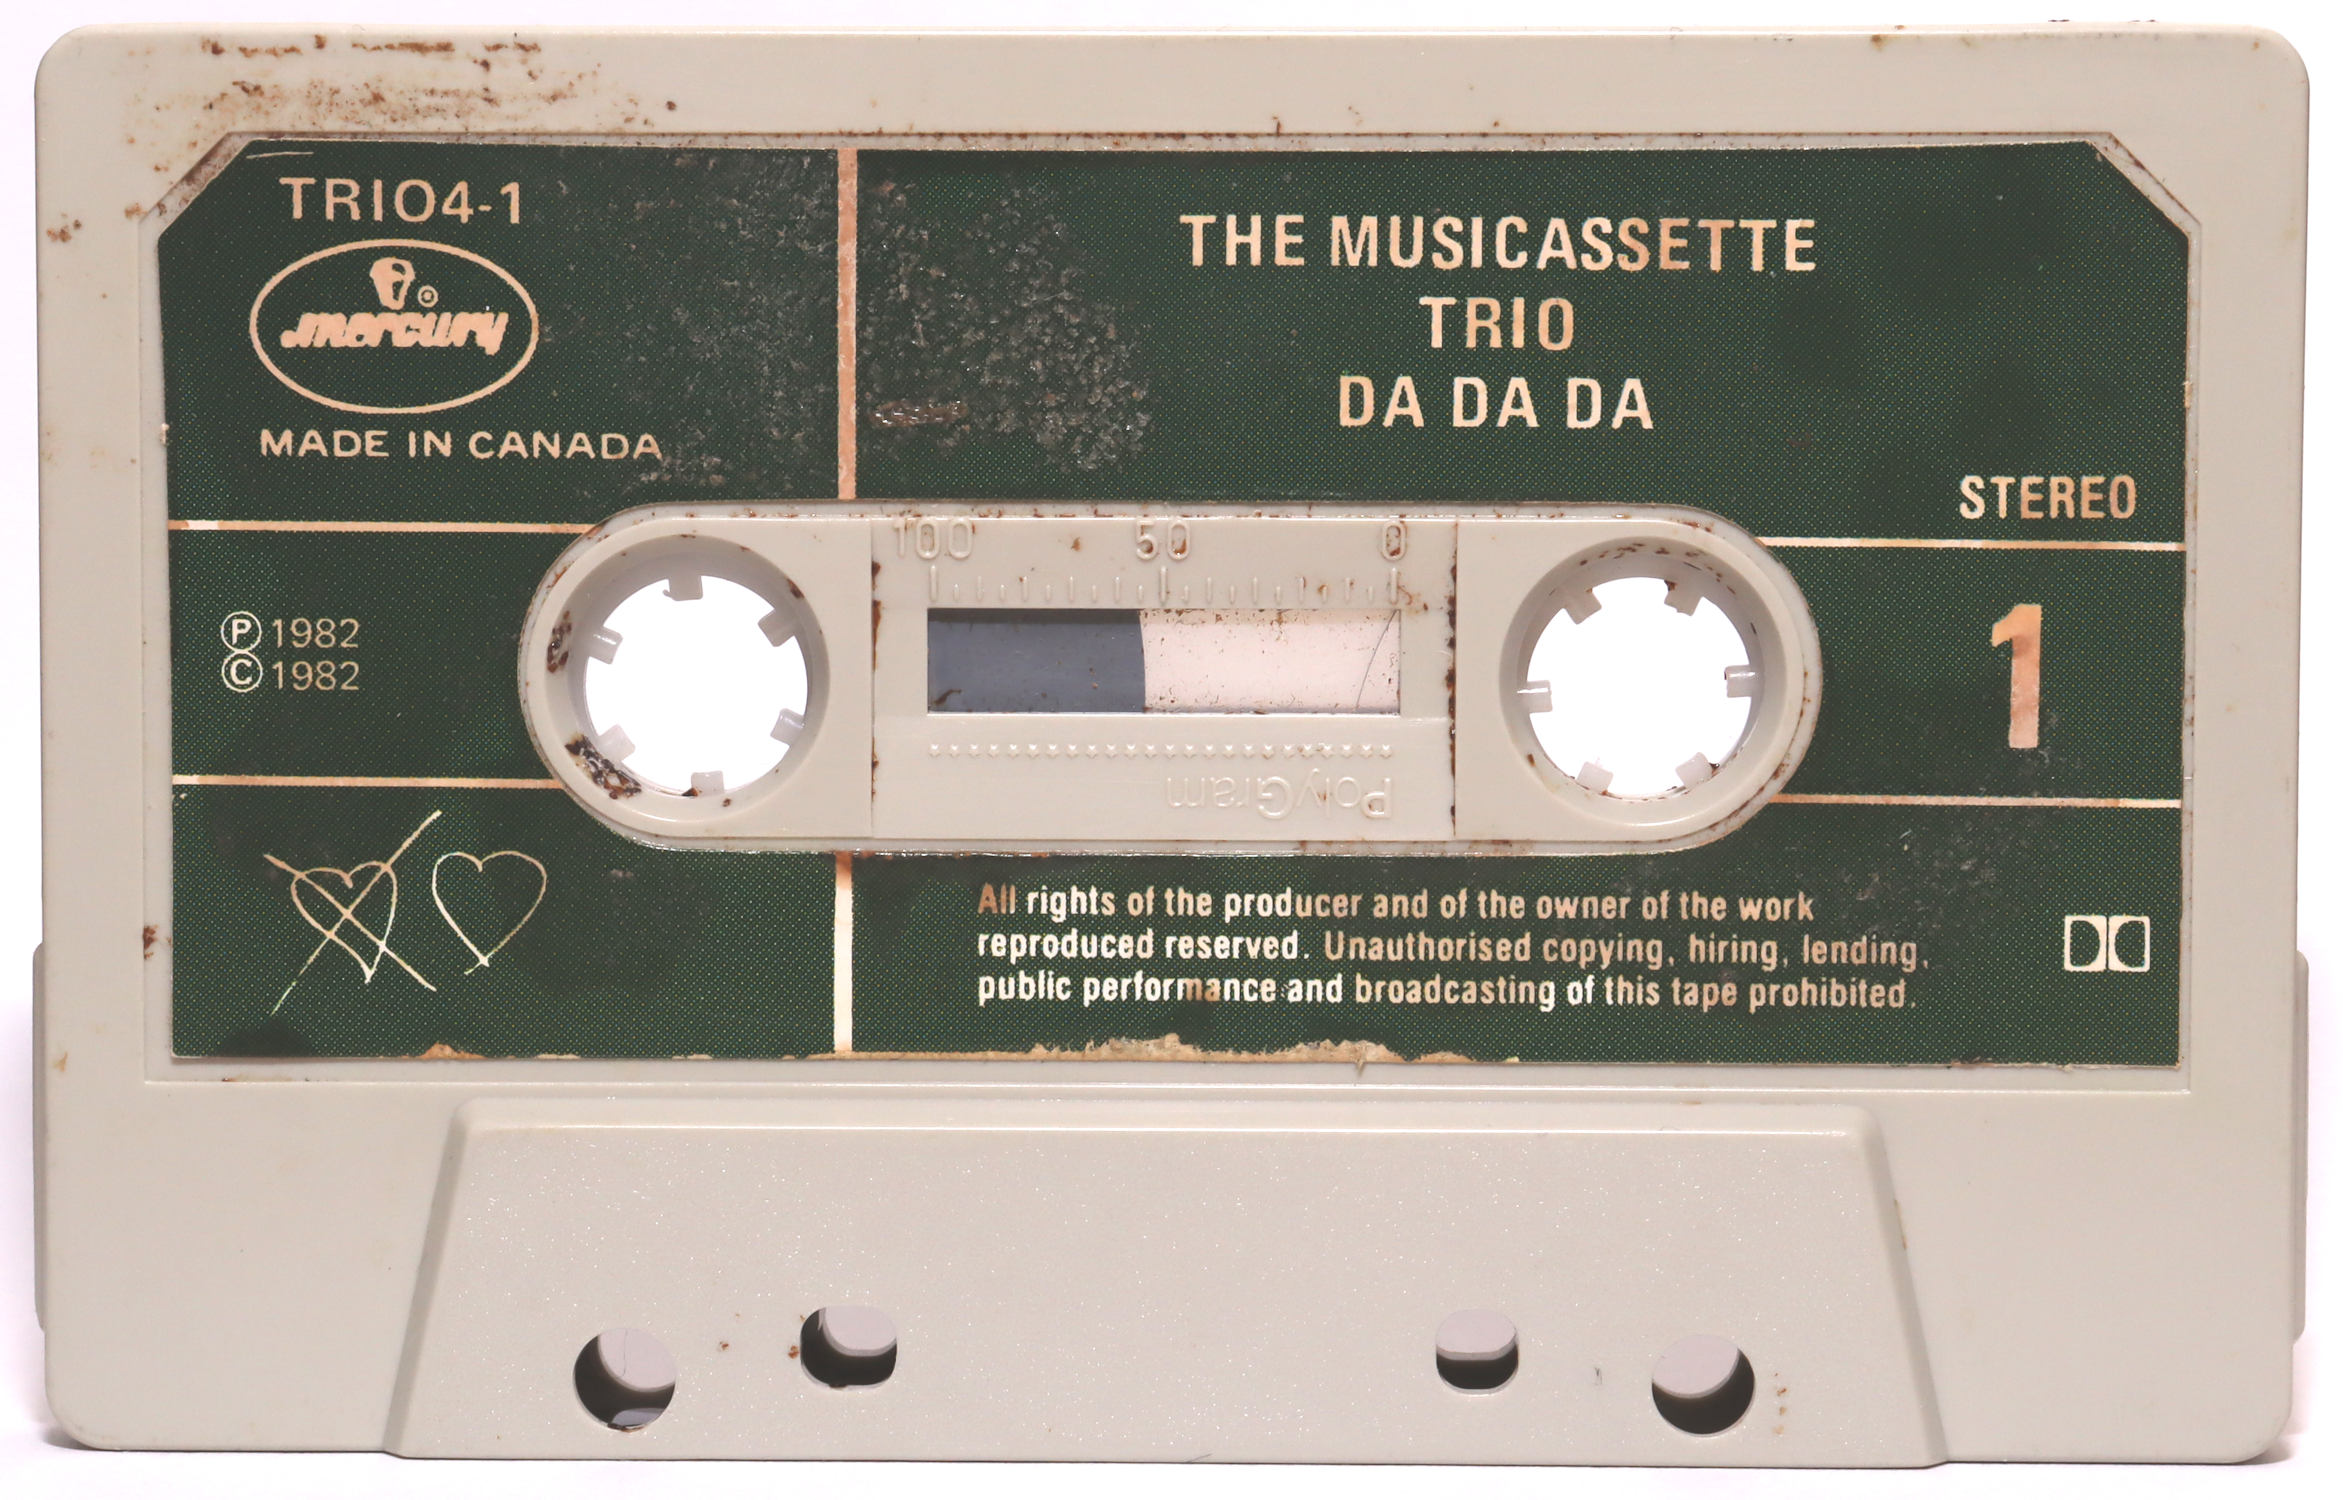 TRIO4-1
mercury
MADE IN CANADA
THE MUSICASSETTE
TRIO
DA DA DA
STEREO
100 50 0
Ⓟ 1982
© 1982
1
PolyGram
All rights of the producer and of the owner of the work
reproduced reserved. Unauthorised copying, hiring, lending,
public performance and broadcasting of this tape prohibited.